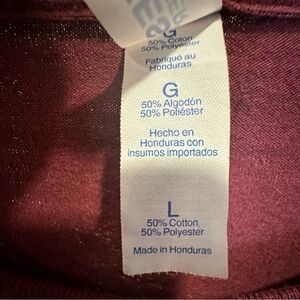 G
50% Cotton
50% Polyester
Fabriqué au
Honduras
G
50% Algodón
50% Poliéster
Hecho en
Honduras con
insumos importados
L
50% Cotton
50% Polyester
Made in Honduras